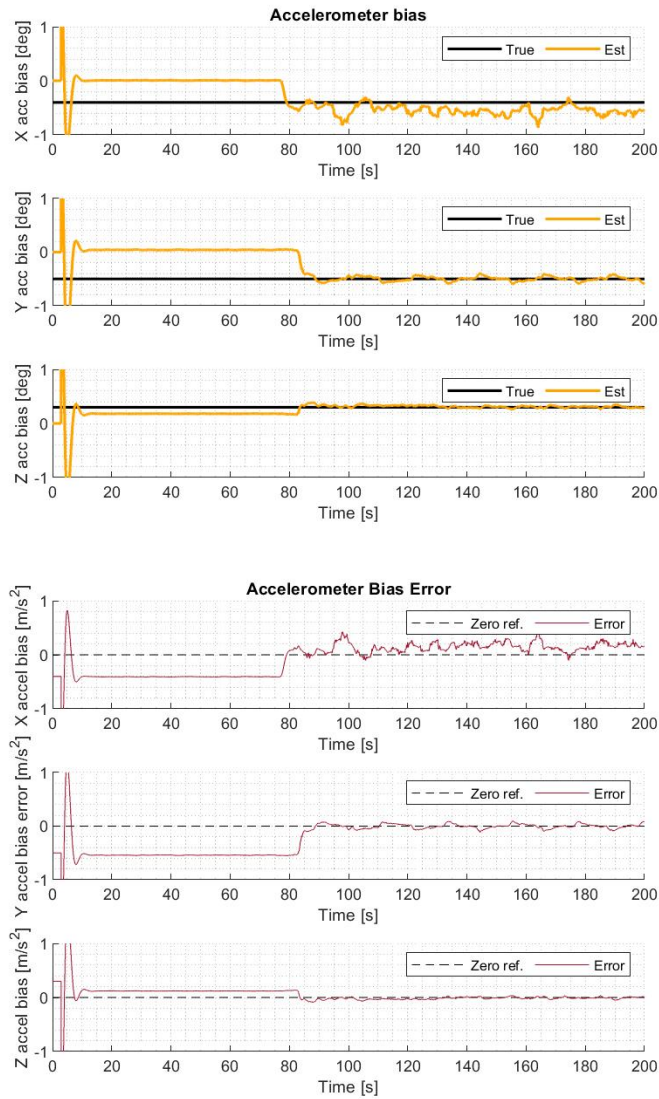 Accelerometer bias
X acc bias [deg]
1
0
-1
True Est
0 20 40 60 80 100 120 140 160 180 200
Time [s]
Y acc bias [deg]
1
0
-1
True Est
0 20 40 60 80 100 120 140 160 180 200
Time [s]
Z acc bias [deg]
1
0
-1
True Est
0 20 40 60 80 100 120 140 160 180 200
Time [s]
Accelerometer Bias Error
X accel bias [m/s²]
1
0
-1
Zero ref. Error
0 20 40 60 80 100 120 140 160 180 200
Time [s]
Y accel bias error [m/s²]
1
0
-1
Zero ref. Error
0 20 40 60 80 100 120 140 160 180 200
Time [s]
Z accel bias [m/s²]
1
0
-1
Zero ref. Error
0 20 40 60 80 100 120 140 160 180 200
Time [s]